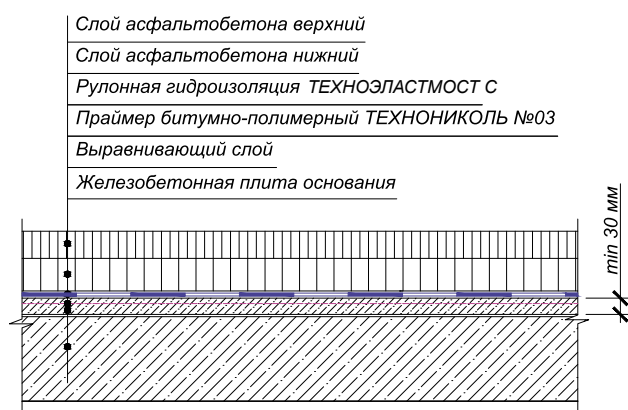 Слой асфальтобетона верхний
Слой асфальтобетона нижний
Рулонная гидроизоляция ТЕХНОЭЛАСТМОСТ С
Праймер битумно-полимерный ТЕХНОНИКОЛЬ №03
Выравнивающий слой
Железобетонная плита основания
min 30 мм